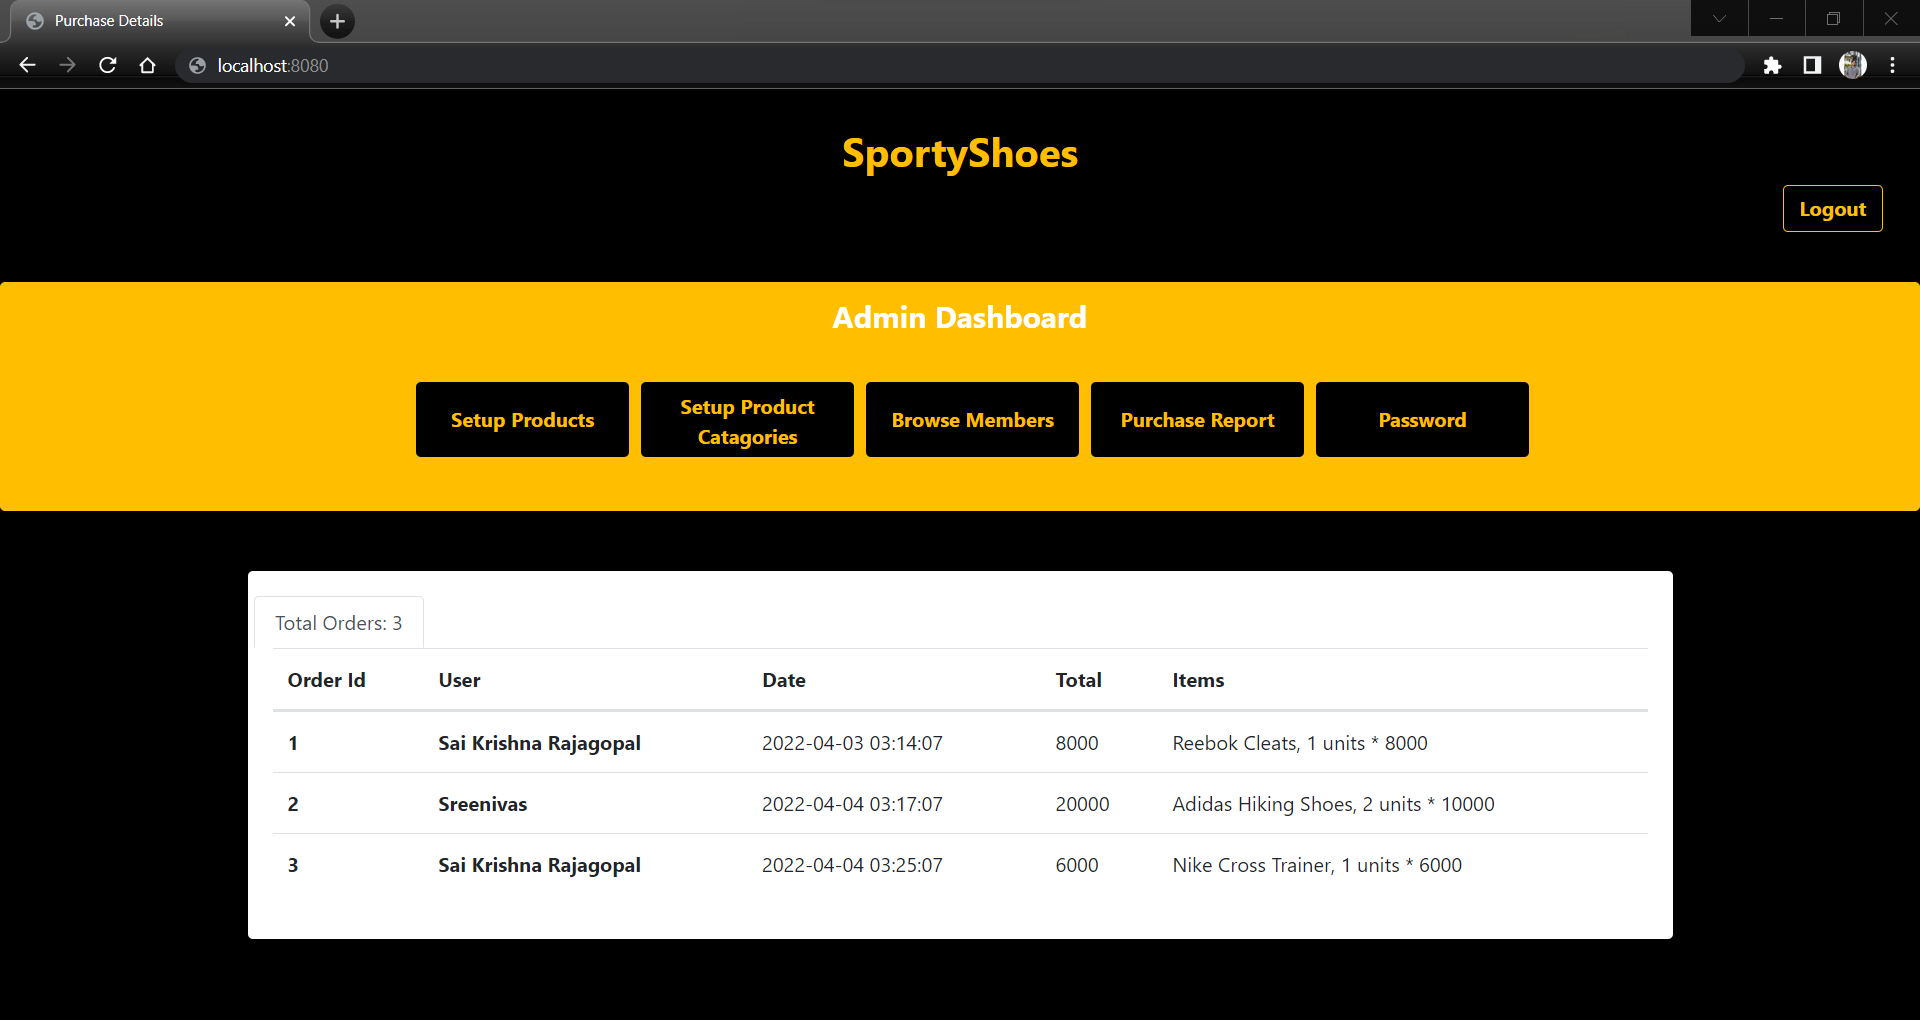 Purchase Details
localhost:8080
SportyShoes
Logout
Admin Dashboard
Setup Products
Setup Product
Catagories
Browse Members
Purchase Report
Password
Total Orders: 3
Order Id User Date Total Items
1 Sai Krishna Rajagopal 2022-04-03 03:14:07 8000 Reebok Cleats, 1 units * 8000
2 Sreenivas 2022-04-04 03:17:07 20000 Adidas Hiking Shoes, 2 units * 10000
3 Sai Krishna Rajagopal 2022-04-04 03:25:07 6000 Nike Cross Trainer, 1 units * 6000